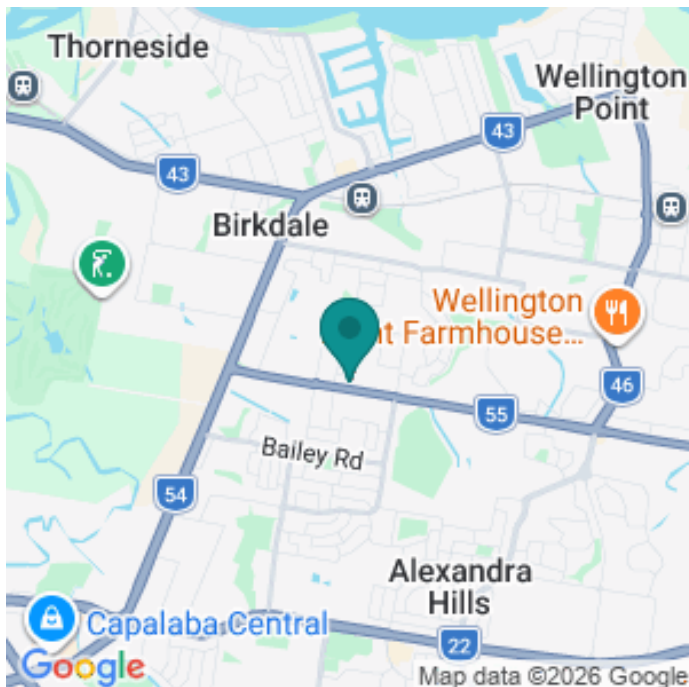 Thorneside
Wellington
Point
43
43
Birkdale
Wellington
nt Farmhouse...
46
55
Bailey Rd
54
Alexandra
Hills
Capalaba Central
22
Google
Map data ©2026 Google